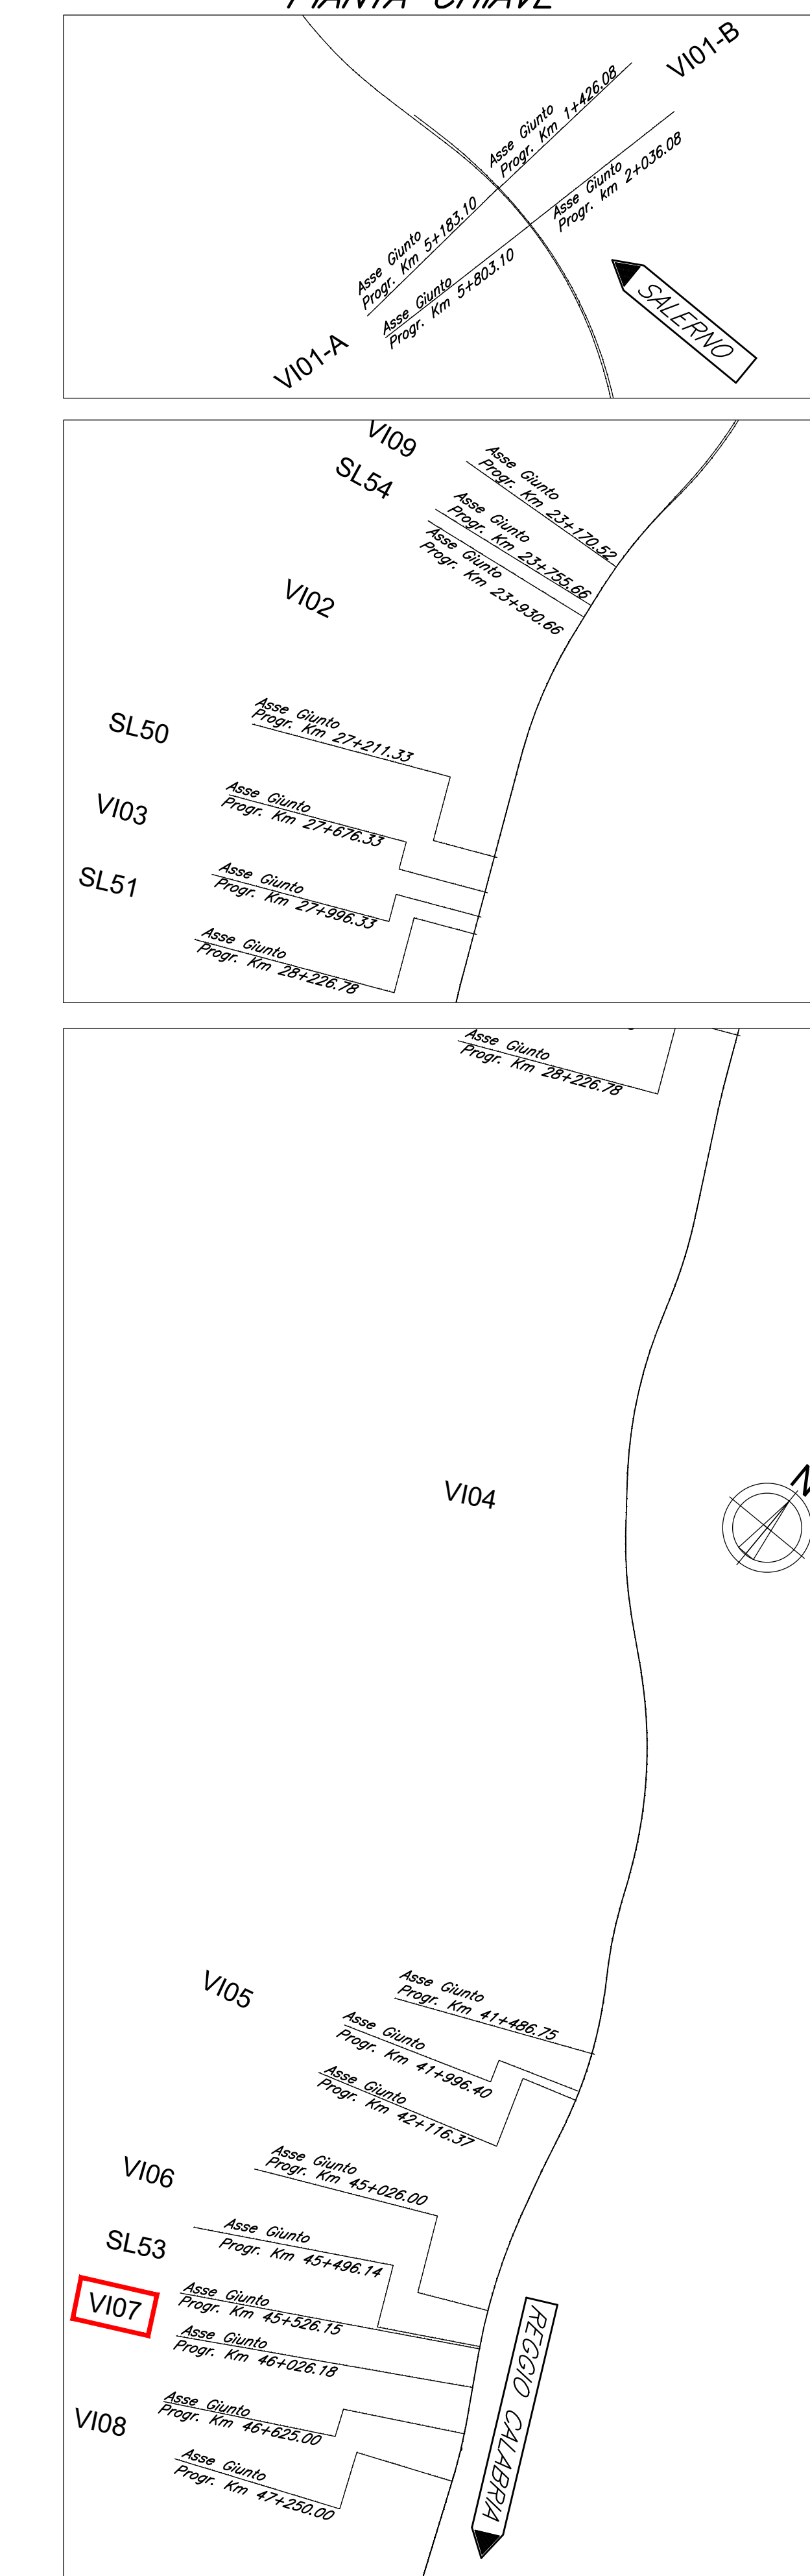 PIANTA CHIAVE
VI01-B
Asse Giunto
Progr. Km 1+426.08
Asse Giunto
Progr. km 2+036.08
Asse Giunto
Progr. Km 5+183.10
Asse Giunto
Progr. Km 5+803.10
VI01-A
SALERNO
VI09
SL54
Asse Giunto
Progr. Km 23+170.52
Asse Giunto
Progr. Km 23+755.66
Asse Giunto
Progr. Km 23+930.66
VI02
SL50
Asse Giunto
Progr. Km 27+211.33
VI03
Asse Giunto
Progr. Km 27+676.33
SL51
Asse Giunto
Progr. Km 27+996.33
Asse Giunto
Progr. Km 28+226.78
Asse Giunto
Progr. Km 28+226.78
VI04
N
VI05
Asse Giunto
Progr. Km 41+486.75
Asse Giunto
Progr. Km 41+996.40
Asse Giunto
Progr. Km 42+116.37
VI06
Asse Giunto
Progr. Km 45+026.00
SL53
Asse Giunto
Progr. Km 45+496.14
VI07
Asse Giunto
Progr. Km 45+526.15
Asse Giunto
Progr. Km 46+026.18
VI08
Asse Giunto
Progr. Km 46+625.00
Asse Giunto
Progr. Km 47+250.00
REGGIO CALABRIA